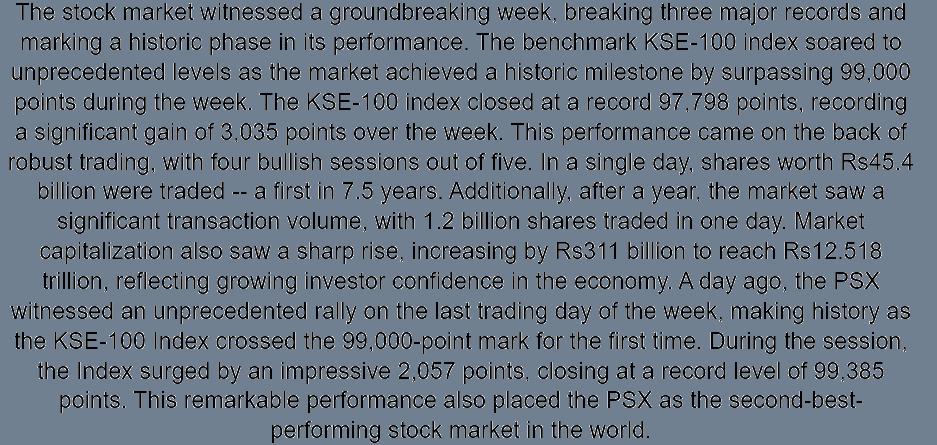 The stock market witnessed a groundbreaking week, breaking three major records and
marking a historic phase in its performance. The benchmark KSE-100 index soared to
unprecedented levels as the market achieved a historic milestone by surpassing 99,000
points during the week. The KSE-100 index closed at a record 97,798 points, recording
a significant gain of 3,035 points over the week. This performance came on the back of
robust trading, with four bullish sessions out of five. In a single day, shares worth Rs45.4
billion were traded -- a first in 7.5 years. Additionally, after a year, the market saw a
significant transaction volume, with 1.2 billion shares traded in one day. Market
capitalization also saw a sharp rise, increasing by Rs311 billion to reach Rs12.518
trillion, reflecting growing investor confidence in the economy. A day ago, the PSX
witnessed an unprecedented rally on the last trading day of the week, making history as
the KSE-100 Index crossed the 99,000-point mark for the first time. During the session,
the Index surged by an impressive 2,057 points, closing at a record level of 99,385
points. This remarkable performance also placed the PSX as the second-best-
performing stock market in the world.